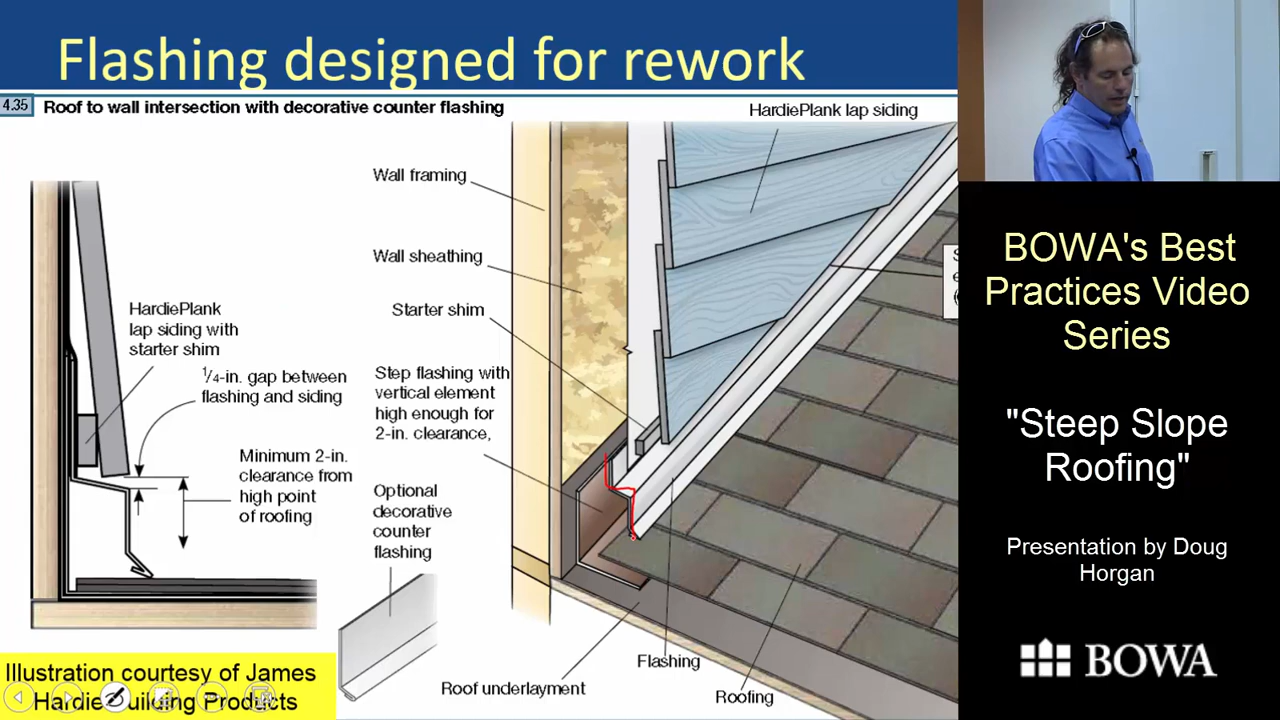 Flashing designed for rework
4.35 Roof to wall intersection with decorative counter flashing
HardiePlank lap siding
Wall framing
Wall sheathing
Starter shim
HardiePlank
lap siding with
starter shim
1/4-in. gap between
flashing and siding
Step flashing with
vertical element
high enough for
2-in. clearance,
Minimum 2-in.
clearance from
high point
of roofing
Optional
decorative
counter
flashing
Flashing
Roof underlayment
Roofing
Illustration courtesy of James
Hardie Building Products
BOWA's Best
Practices Video
Series
"Steep Slope
Roofing"
Presentation by Doug
Horgan
BOWA